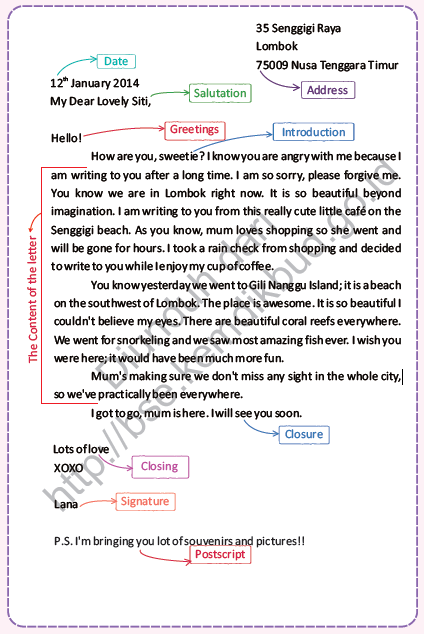 35 Senggigi Raya
Lombok
75009 Nusa Tenggara Timur
Address
Date
12th January 2014
My Dear Lovely Siti,
Salutation
Greetings
Hello!
Introduction
How are you, sweetie? I know you are angry with me because I
am writing to you after a long time. I am so sorry, please forgive me.
You know we are in Lombok right now. It is so beautiful beyond
imagination. I am writing to you from this really cute little café on the
Senggigi beach. As you know, mum loves shopping so she went and
will be gone for hours. I took a rain check from shopping and decided
to write to you while I enjoy my cup of coffee.
You know yesterday we went to Gili Nanggu Island; it is a beach
on the southwest of Lombok. The place is awesome. It is so beautiful I
couldn't believe my eyes. There are beautiful coral reefs everywhere.
We went for snorkeling and we saw most amazing fish ever. I wish you
were here; it would have been much more fun.
Mum's making sure we don't miss any sight in the whole city,
so we've practically been everywhere.
I got to go, mum is here. I will see you soon.
The Content of the letter
Closure
Lots of love
XOXO
Closing
Lana
Signature
P.S. I'm bringing you lot of souvenirs and pictures!!
Postscript
Diunduh dari
http://bse.kemdikbud.go.id